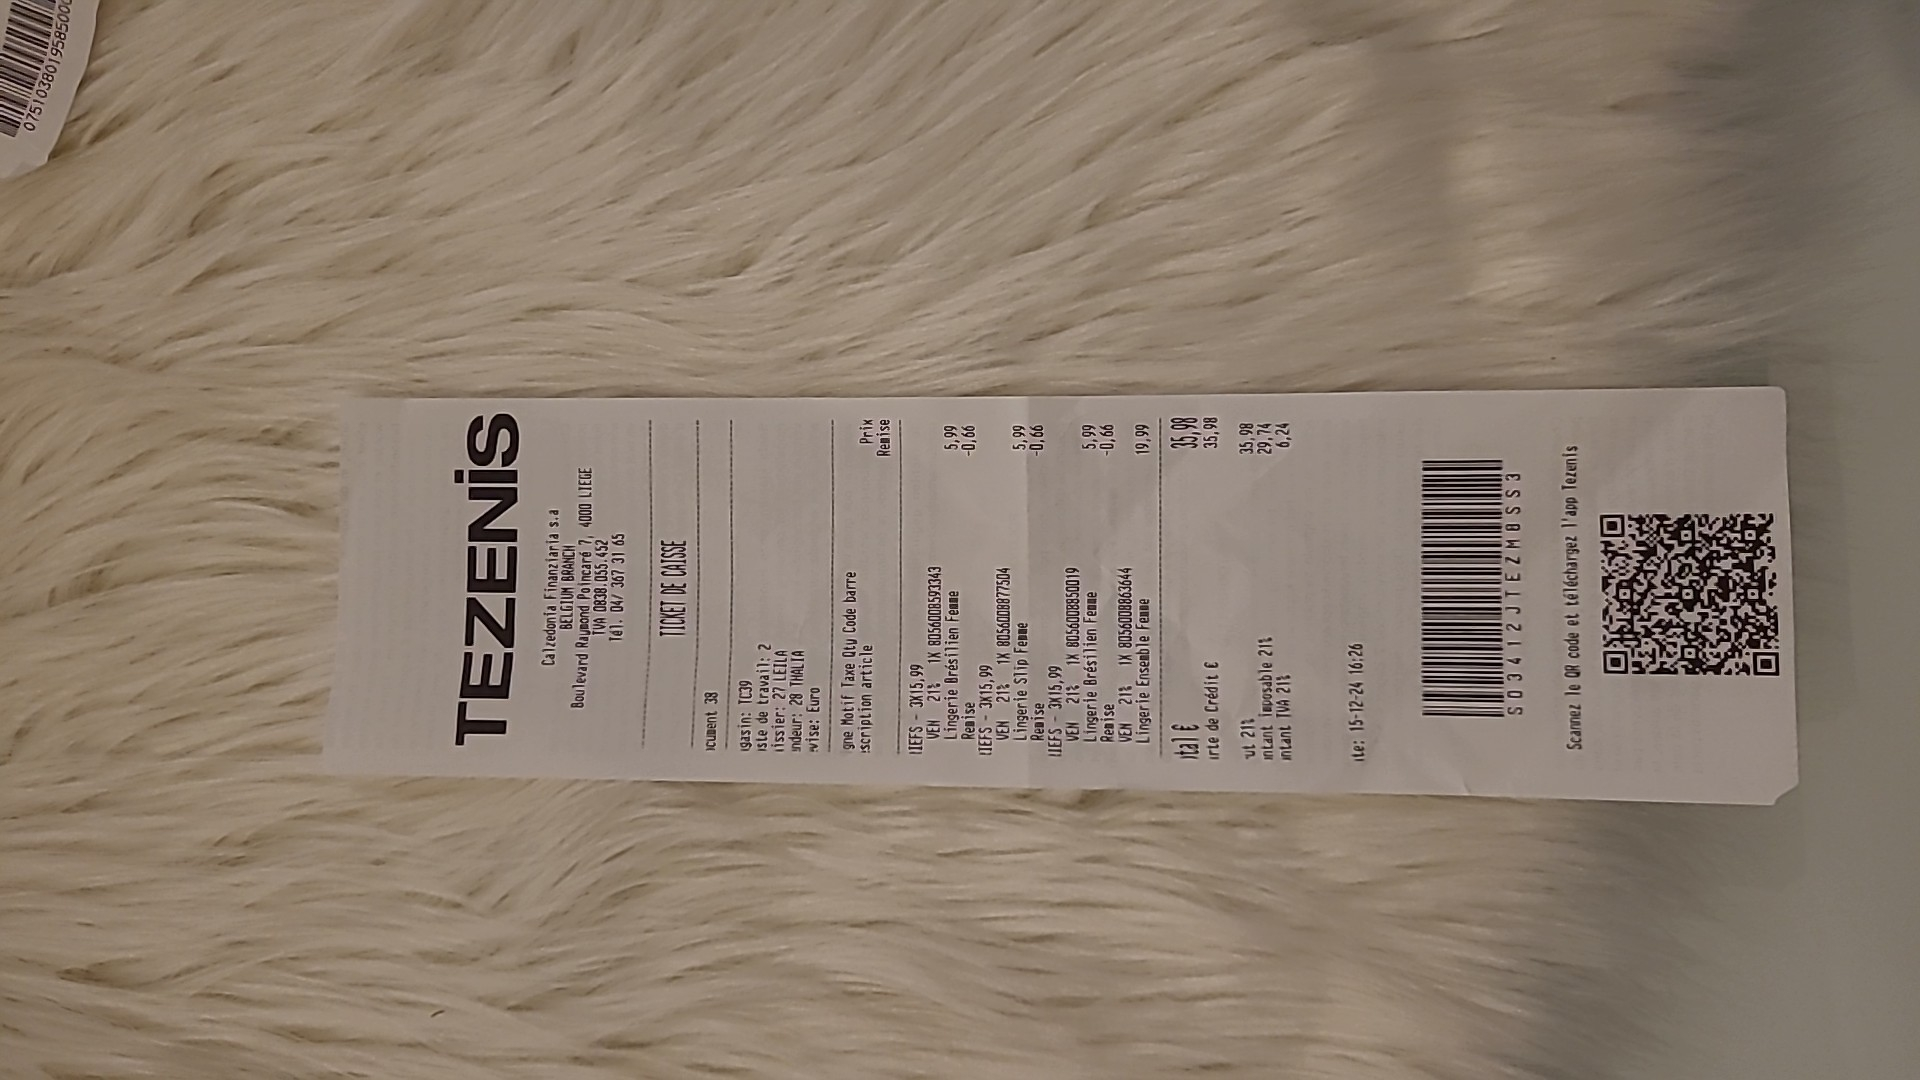 0751038019585000
TEZENIS
Calzedonia Finanziaria s.a
BELGIUM BRANCH
Boulevard Raymond Poincaré 7, 4000 LIEGE
TVA 0838.055.452
Tél. 04/ 367 31 65
TICKET DE CAISSE
cument 38
gasin: TC39
ste de travail: 2
issier: 27 LEILA
ndeur: 28 THALIA
vise: Euro
gne Motif Taxe Qty Code barre Prix
scription article Remise
IEFS - 3X15,99
VEN 21% 1X 8056008593343 5,99
Lingerie Brésilien Femme
Remise -0,66
IEFS - 3X15,99
VEN 21% 1X 8056008877504 5,99
Lingerie Slip Femme
Remise -0,66
IEFS - 3X15,99
VEN 21% 1X 8056008850019 5,99
Lingerie Brésilien Femme
Remise -0,66
VEN 21% 1X 8056008863644 19,99
Lingerie Ensemble Femme
tal € 35,98
rte de Crédit € 35,98
ut 21% 35,98
ntant imposable 21% 29,74
ntant TVA 21% 6,24
te: 15-12-24 16:26
S03412JTEZM0SS3
Scannez le QR code et téléchargez l'app Tezenis